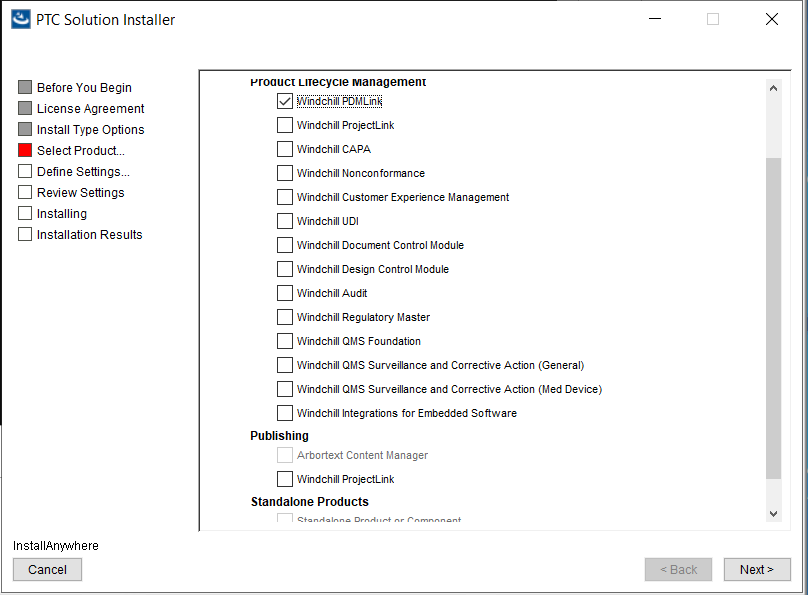 PTC Solution Installer
Before You Begin
License Agreement
Install Type Options
Select Product...
Define Settings...
Review Settings
Installing
Installation Results
Product Lifecycle Management
Windchill PDMLink
Windchill ProjectLink
Windchill CAPA
Windchill Nonconformance
Windchill Customer Experience Management
Windchill UDI
Windchill Document Control Module
Windchill Design Control Module
Windchill Audit
Windchill Regulatory Master
Windchill QMS Foundation
Windchill QMS Surveillance and Corrective Action (General)
Windchill QMS Surveillance and Corrective Action (Med Device)
Windchill Integrations for Embedded Software
Publishing
Arbortext Content Manager
Windchill ProjectLink
Standalone Products
Standalone Product or Component
InstallAnywhere
Cancel
< Back
Next >